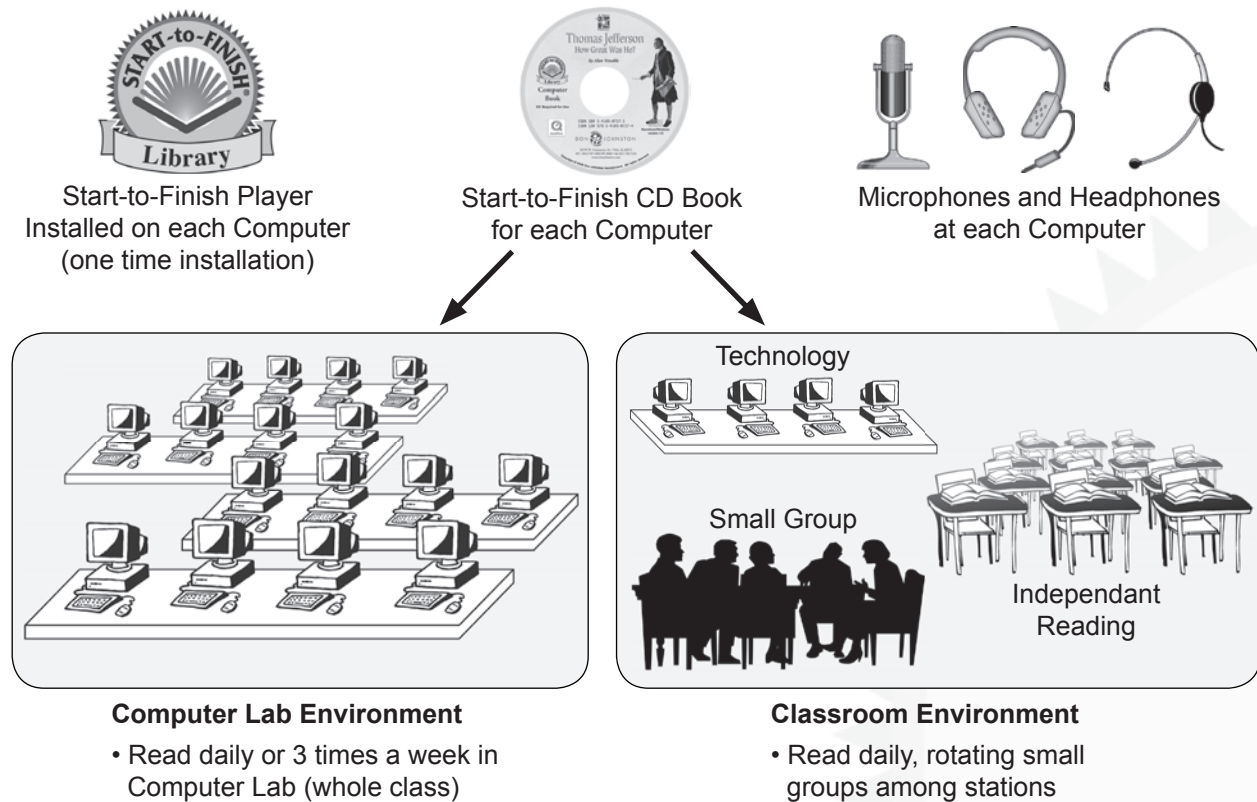 START-to-FINISH®
Library
Start-to-Finish Player
Installed on each Computer
(one time installation)
Thomas Jefferson
How Great Was He?
Library
Computer
Book
DON JOHNSTON
Start-to-Finish CD Book
for each Computer
Microphones and Headphones
at each Computer
Technology
Small Group
Independant
Reading
Computer Lab Environment
• Read daily or 3 times a week in
Computer Lab (whole class)
Classroom Environment
• Read daily, rotating small
groups among stations